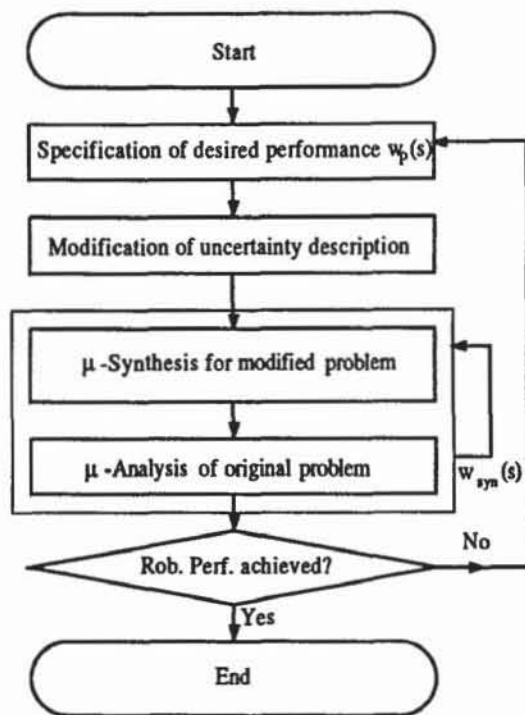 Start
Specification of desired performance w_p(s)
Modification of uncertainty description
μ-Synthesis for modified problem
μ-Analysis of original problem
w_syn(s)
Rob. Perf. achieved?
No
Yes
End